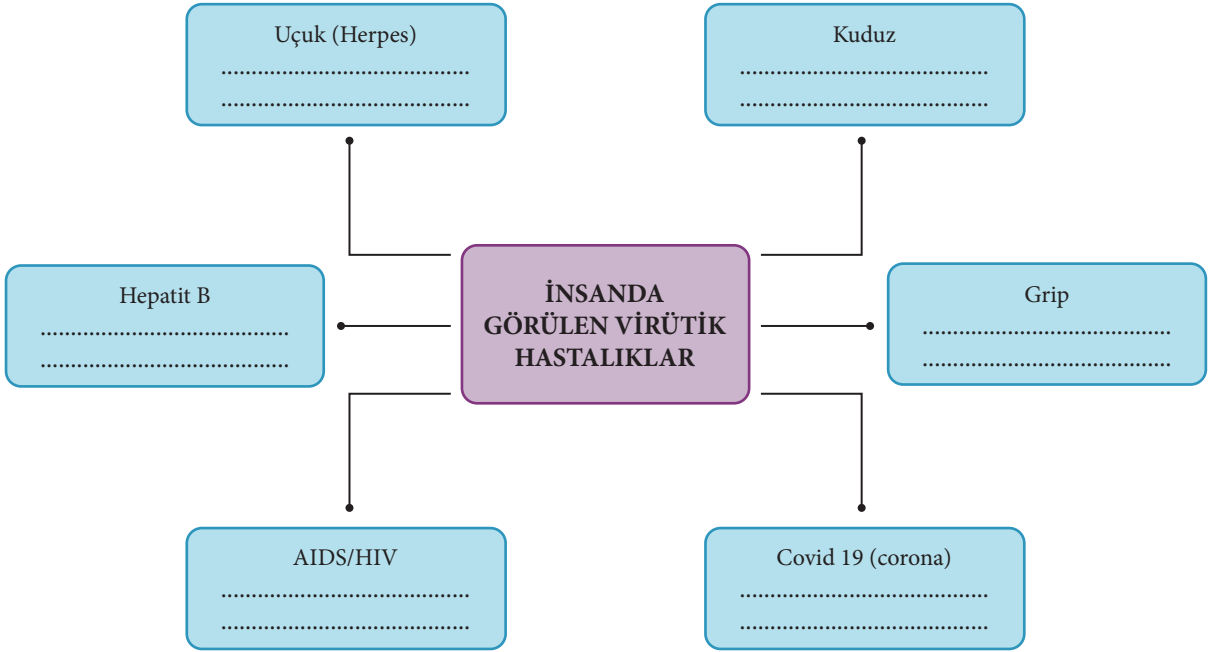 Uçuk (Herpes)
..........................................
..........................................
Kuduz
..........................................
..........................................
Hepatit B
..........................................
..........................................
İNSANDA
GÖRÜLEN VİRÜTİK
HASTALIKLAR
Grip
..........................................
..........................................
AIDS/HIV
..........................................
..........................................
Covid 19 (corona)
..........................................
..........................................